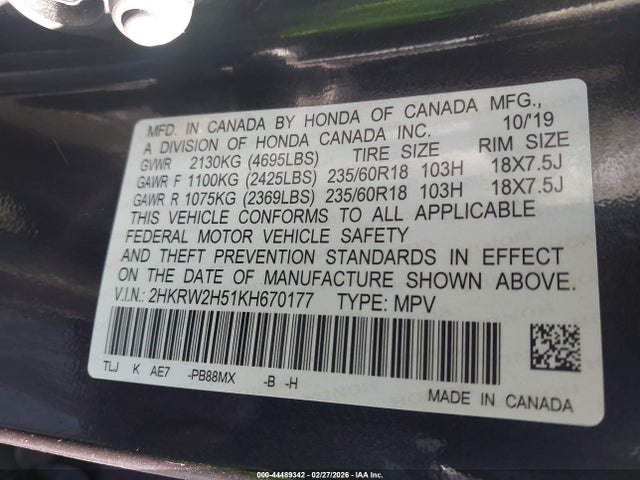 MFD. IN CANADA BY HONDA OF CANADA MFG.,
A DIVISION OF HONDA CANADA INC. 10/'19
GVWR 2130KG (4695LBS) TIRE SIZE RIM SIZE
GAWR F 1100KG (2425LBS) 235/60R18 103H 18X7.5J
GAWR R 1075KG (2369LBS) 235/60R18 103H 18X7.5J
THIS VEHICLE CONFORMS TO ALL APPLICABLE
FEDERAL MOTOR VEHICLE SAFETY
AND THEFT PREVENTION STANDARDS IN EFFECT
ON THE DATE OF MANUFACTURE SHOWN ABOVE.
V.I.N.: 2HKRW2H51KH670177 TYPE: MPV
TLJ K AE7 -PB88MX -B -H
MADE IN CANADA
000-44489342 - 02/27/2026 - IAA Inc.